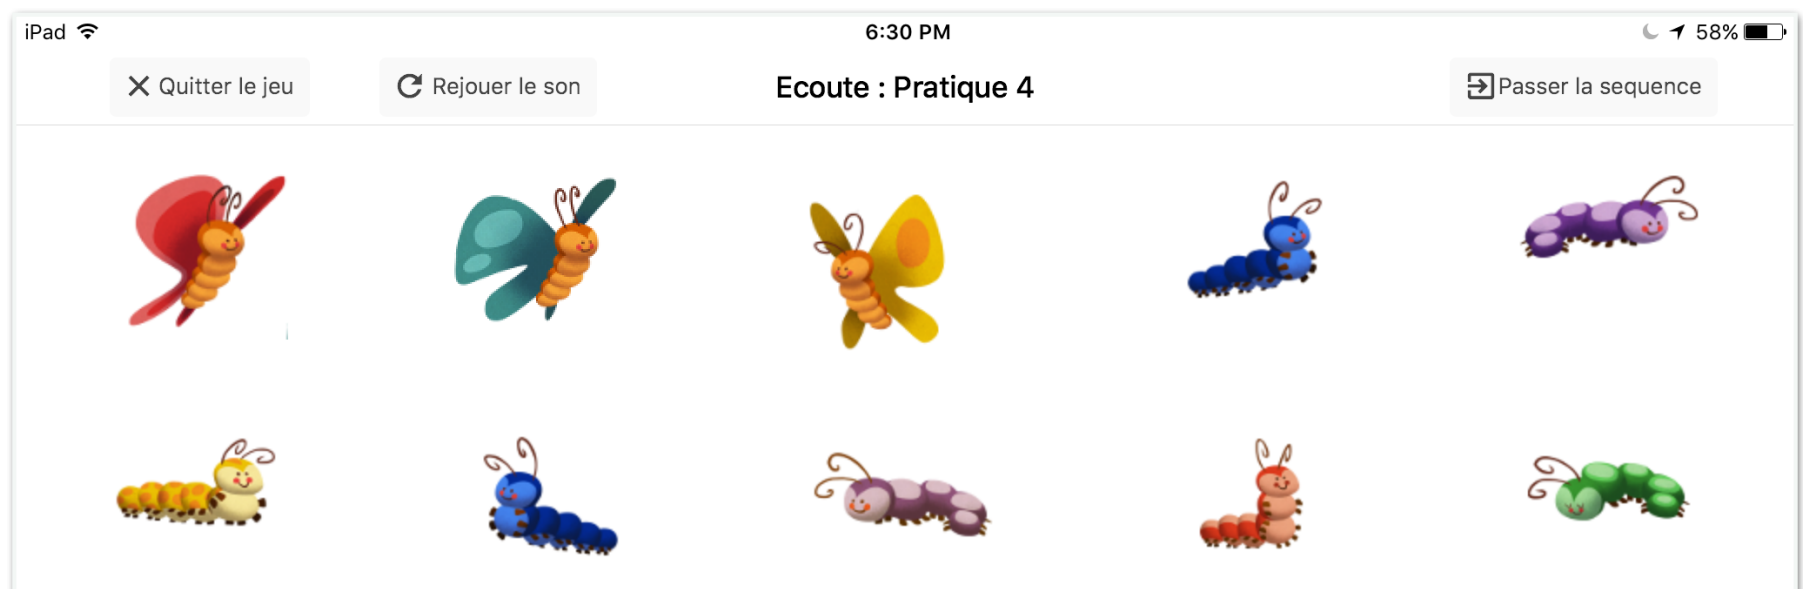 iPad 6:30 PM 58%
Quitter le jeu Rejouer le son Ecoute : Pratique 4 Passer la sequence